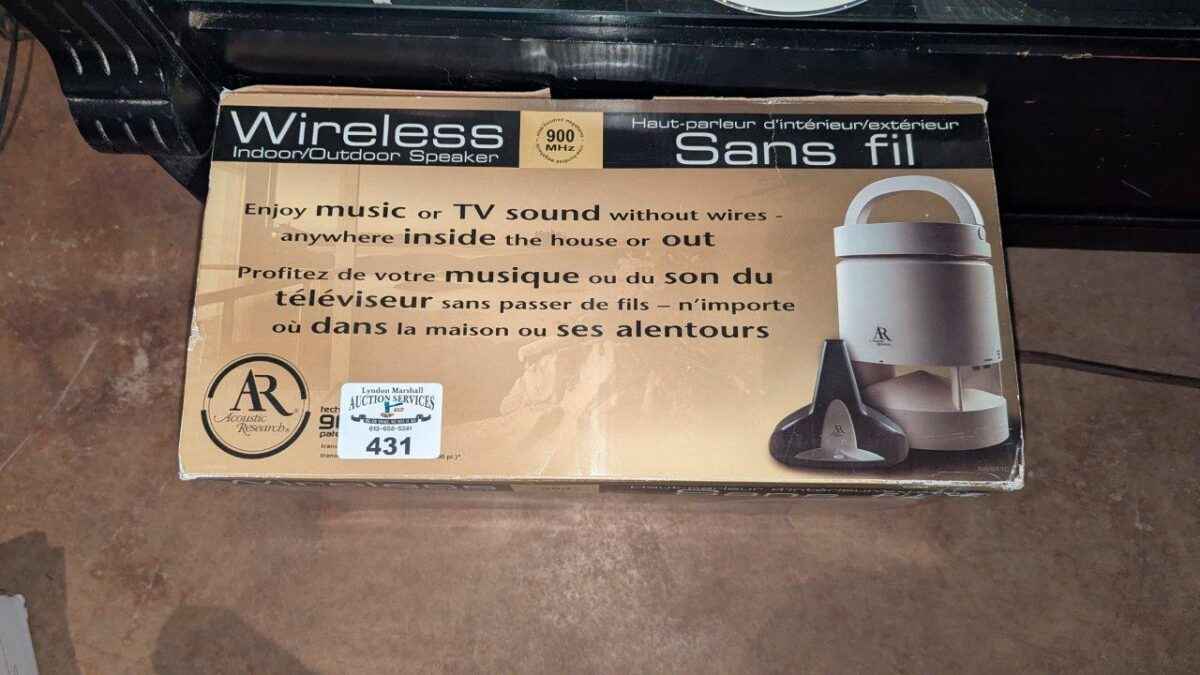 Wireless
Indoor/Outdoor Speaker
900
MHz
Haut-parleur d'intérieur/extérieur
Sans fil
Enjoy music or TV sound without wires -
anywhere inside the house or out
Profitez de votre musique ou du son du
téléviseur sans passer de fils – n'importe
où dans la maison ou ses alentours
AR
Acoustic
Research
Lyndon Marshall
AUCTION SERVICES
431
AR